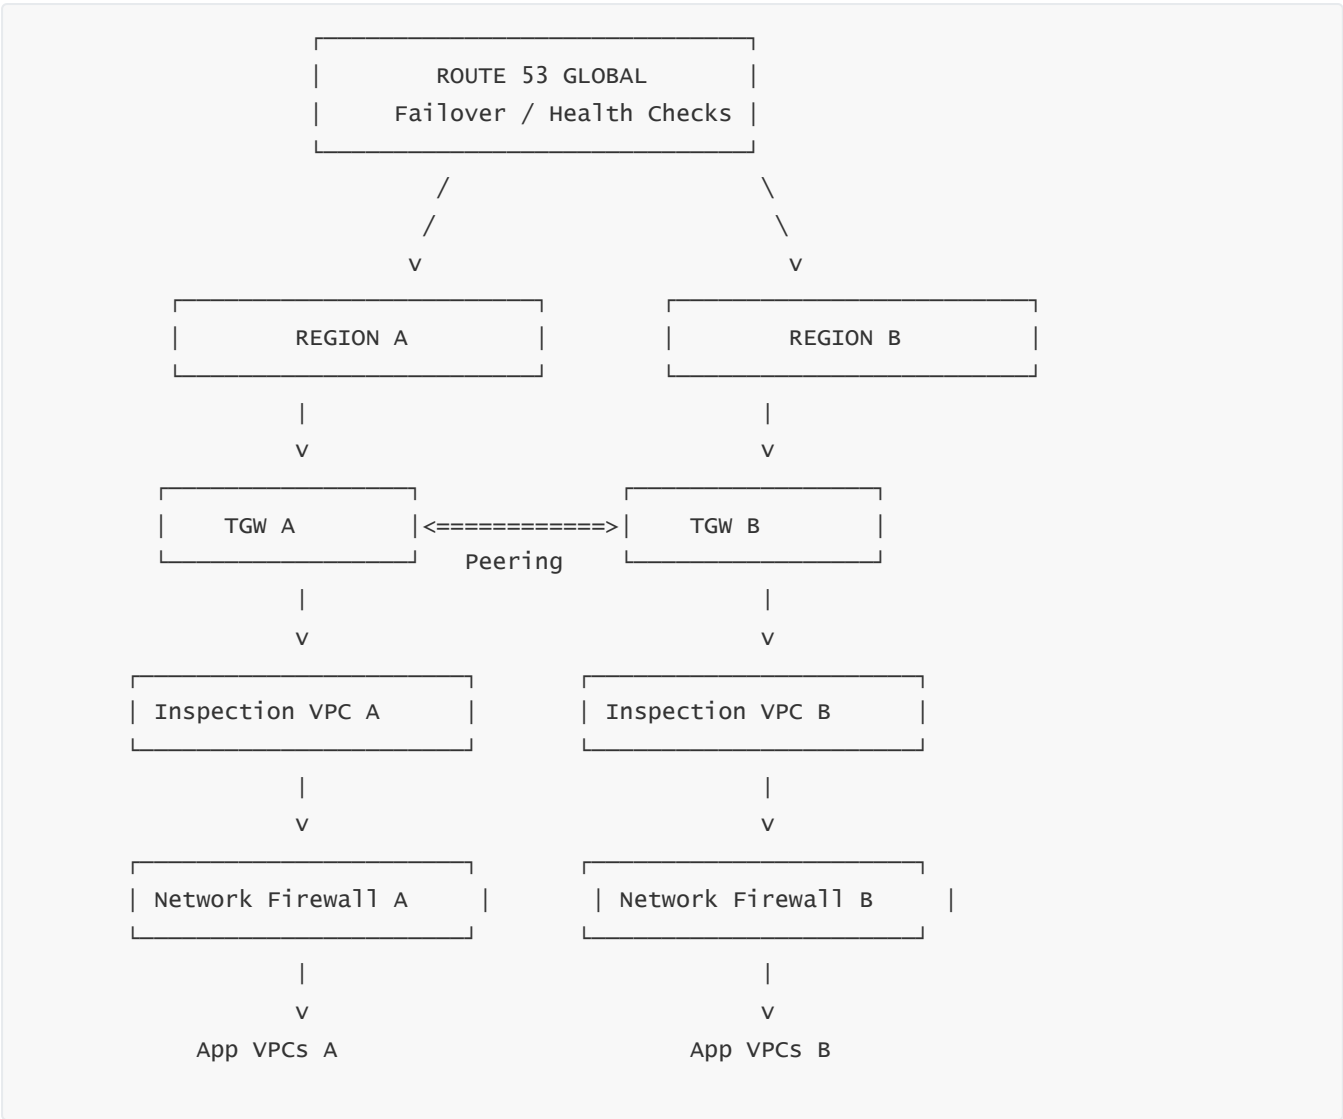 ROUTE 53 GLOBAL
Failover / Health Checks
REGION A REGION B
TGW A <============> TGW B
Peering
Inspection VPC A Inspection VPC B
Network Firewall A Network Firewall B
App VPCs A App VPCs B